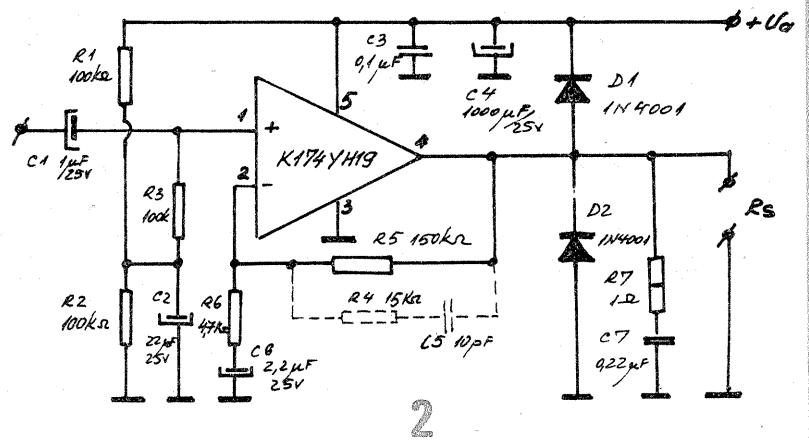 +Ua
R1
100kΩ
C3
0,1µF
C4
1000µF/
25V
D1
1N4001
1
5
+
K174YH19
4
C1 1µF
/25V
2
-
3
R3
100k
R5 150kΩ
D2
1N4001
Rs
R2
100kΩ
C2
22µF
25V
R6
4,7kΩ
R4 15kΩ
C5 10pF
R7
1Ω
C8
2,2µF
25V
C7
0,22µF
2